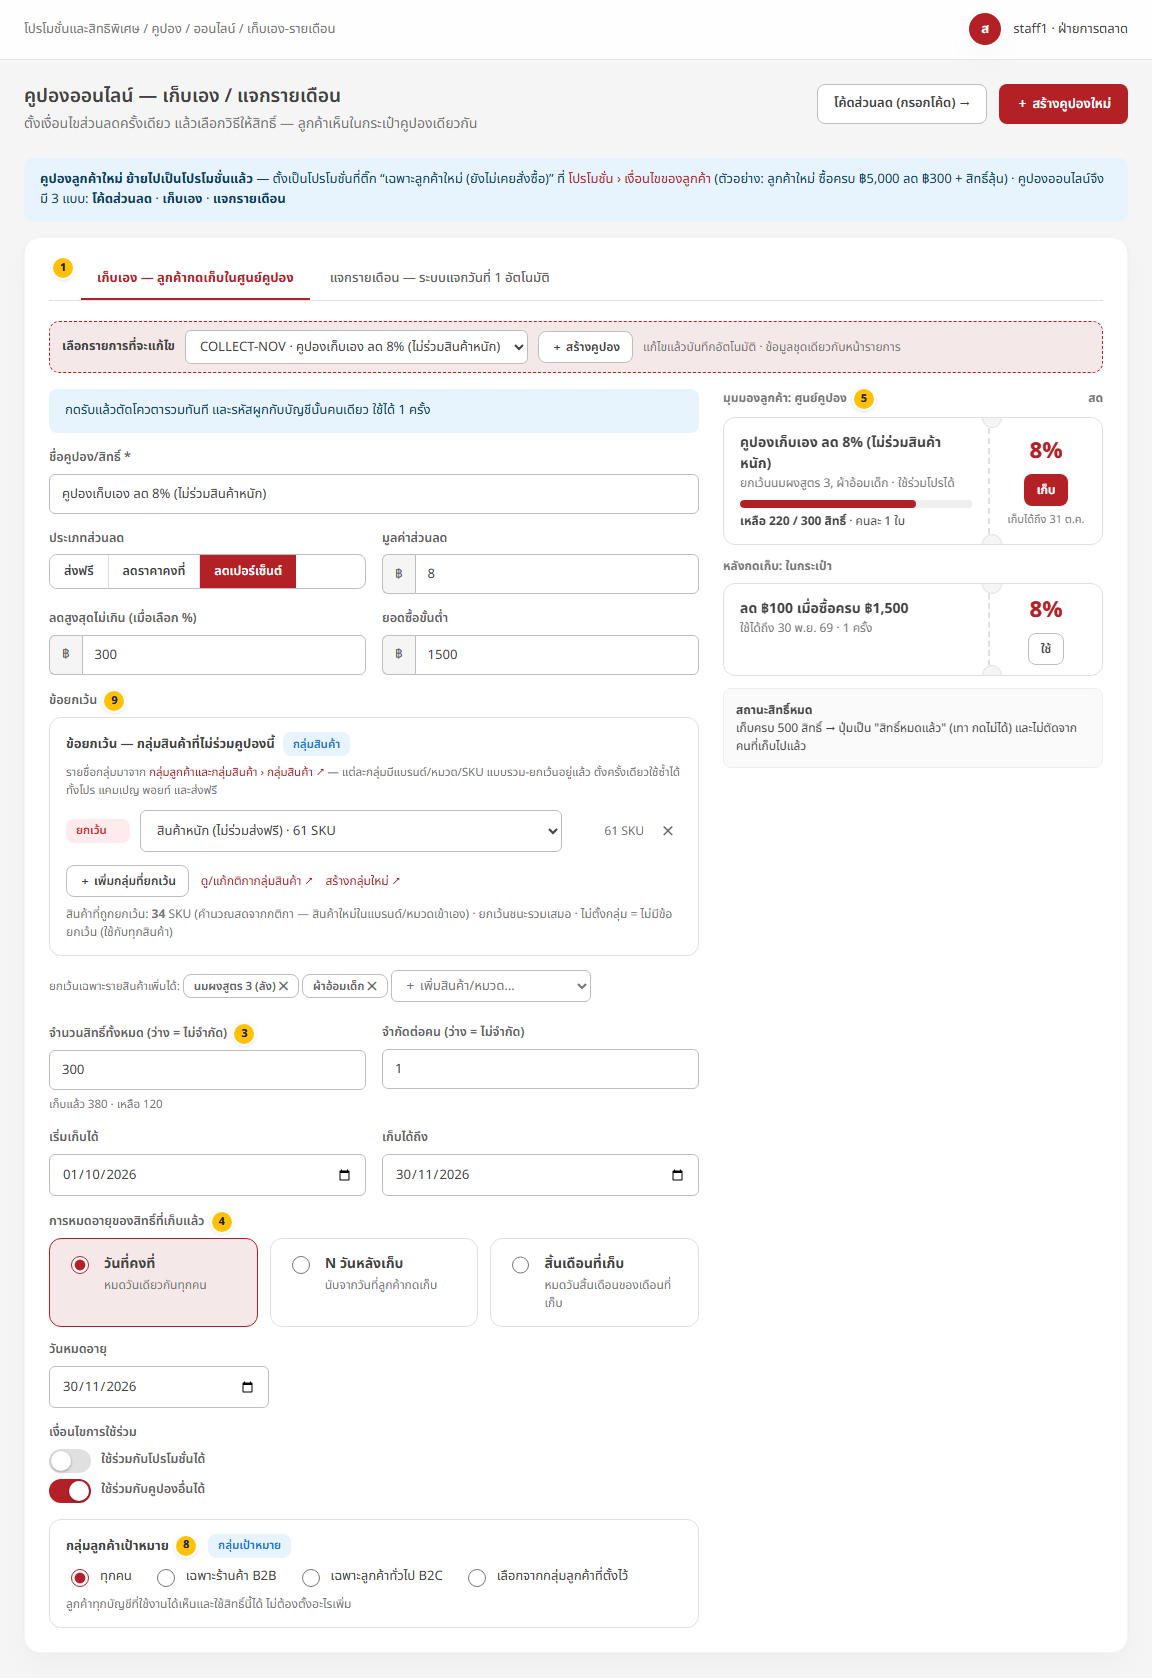 โปรโมชั่นและสิทธิพิเศษ / คูปอง / ออนไลน์ / เก็บเอง-รายเดือน
ส
staff1 · ฝ่ายการตลาด
คูปองออนไลน์ — เก็บเอง / แจกรายเดือน
ตั้งเงื่อนไขส่วนลดครั้งเดียว แล้วเลือกวิธีให้สิทธิ์ — ลูกค้าเห็นในกระเป๋าคูปองเดียวกัน
โค้ดส่วนลด (กรอกโค้ด) →
+ สร้างคูปองใหม่
คูปองลูกค้าใหม่ ย้ายไปเป็นโปรโมชั่นแล้ว — ตั้งเป็นโปรโมชั่นที่ติ๊ก “เฉพาะลูกค้าใหม่ (ยังไม่เคยสั่งซื้อ)” ที่ โปรโมชั่น › เงื่อนไขของลูกค้า (ตัวอย่าง: ลูกค้าใหม่ ซื้อครบ ฿5,000 ลด ฿300 + สิทธิ์ลุ้น) · คูปองออนไลน์จึง
มี 3 แบบ: โค้ดส่วนลด · เก็บเอง · แจกรายเดือน
1
เก็บเอง — ลูกค้ากดเก็บในศูนย์คูปอง
แจกรายเดือน — ระบบแจกวันที่ 1 อัตโนมัติ
เลือกรายการที่จะแก้ไข
COLLECT-NOV · คูปองเก็บเอง ลด 8% (ไม่ร่วมสินค้าหนัก)
+ สร้างคูปอง
แก้ไขแล้วบันทึกอัตโนมัติ · ข้อมูลชุดเดียวกับหน้ารายการ
กดรับแล้วตัดโควตารวมทันที และรหัสผูกกับบัญชีนั้นคนเดียว ใช้ได้ 1 ครั้ง
ชื่อคูปอง/สิทธิ์ *
คูปองเก็บเอง ลด 8% (ไม่ร่วมสินค้าหนัก)
ประเภทส่วนลด
ส่งฟรี
ลดราคาคงที่
ลดเปอร์เซ็นต์
มูลค่าส่วนลด
฿
8
ลดสูงสุดไม่เกิน (เมื่อเลือก %)
฿
300
ยอดซื้อขั้นต่ำ
฿
1500
ข้อยกเว้น
9
ข้อยกเว้น — กลุ่มสินค้าที่ไม่ร่วมคูปองนี้
กลุ่มสินค้า
รายชื่อกลุ่มมาจาก กลุ่มลูกค้าและกลุ่มสินค้า › กลุ่มสินค้า ↗ — แต่ละกลุ่มมีแบรนด์/หมวด/SKU แบบรวม-ยกเว้นอยู่แล้ว ตั้งครั้งเดียวใช้ซ้ำได้
ทั้งโปร แคมเปญ พอยท์ และส่งฟรี
ยกเว้น
สินค้าหนัก (ไม่ร่วมส่งฟรี) · 61 SKU
61 SKU
✕
+ เพิ่มกลุ่มที่ยกเว้น
ดู/แก้กติกากลุ่มสินค้า ↗
สร้างกลุ่มใหม่ ↗
สินค้าที่ถูกยกเว้น: 34 SKU (คำนวณสดจากกติกา — สินค้าใหม่ในแบรนด์/หมวดเข้าเอง) · ยกเว้นชนะรวมเสมอ · ไม่ตั้งกลุ่ม = ไม่มีข้อ
ยกเว้น (ใช้กับทุกสินค้า)
ยกเว้นเฉพาะรายสินค้าเพิ่มได้:
นมผงสูตร 3 (ลัง) ✕
ผ้าอ้อมเด็ก ✕
+ เพิ่มสินค้า/หมวด...
จำนวนสิทธิ์ทั้งหมด (ว่าง = ไม่จำกัด)
3
300
เก็บแล้ว 380 · เหลือ 120
จำกัดต่อคน (ว่าง = ไม่จำกัด)
1
เริ่มเก็บได้
01/10/2026
เก็บได้ถึง
30/11/2026
การหมดอายุของสิทธิ์ที่เก็บแล้ว
4
วันที่คงที่
หมดวันเดียวกันทุกคน
N วันหลังเก็บ
นับจากวันที่ลูกค้ากดเก็บ
สิ้นเดือนที่เก็บ
หมดวันสิ้นเดือนของเดือนที่
เก็บ
วันหมดอายุ
30/11/2026
เงื่อนไขการใช้ร่วม
ใช้ร่วมกับโปรโมชั่นได้
ใช้ร่วมกับคูปองอื่นได้
กลุ่มลูกค้าเป้าหมาย
8
กลุ่มเป้าหมาย
ทุกคน
เฉพาะร้านค้า B2B
เฉพาะลูกค้าทั่วไป B2C
เลือกจากกลุ่มลูกค้าที่ตั้งไว้
ลูกค้าทุกบัญชีที่ใช้งานได้เห็นและใช้สิทธิ์นี้ได้ ไม่ต้องตั้งอะไรเพิ่ม
มุมมองลูกค้า: ศูนย์คูปอง
5
สด
คูปองเก็บเอง ลด 8% (ไม่ร่วมสินค้า
หนัก)
ยกเว้นนมผงสูตร 3, ผ้าอ้อมเด็ก · ใช้ร่วมโปรได้
เหลือ 220 / 300 สิทธิ์ · คนละ 1 ใบ
8%
เก็บ
เก็บได้ถึง 31 ต.ค.
หลังกดเก็บ: ในกระเป๋า
ลด ฿100 เมื่อซื้อครบ ฿1,500
ใช้ได้ถึง 30 พ.ย. 69 · 1 ครั้ง
8%
ใช้
สถานะสิทธิ์หมด
เก็บครบ 500 สิทธิ์ → ปุ่มเป็น "สิทธิ์หมดแล้ว" (เทา กดไม่ได้) และไม่ตัดจาก
คนที่เก็บไปแล้ว